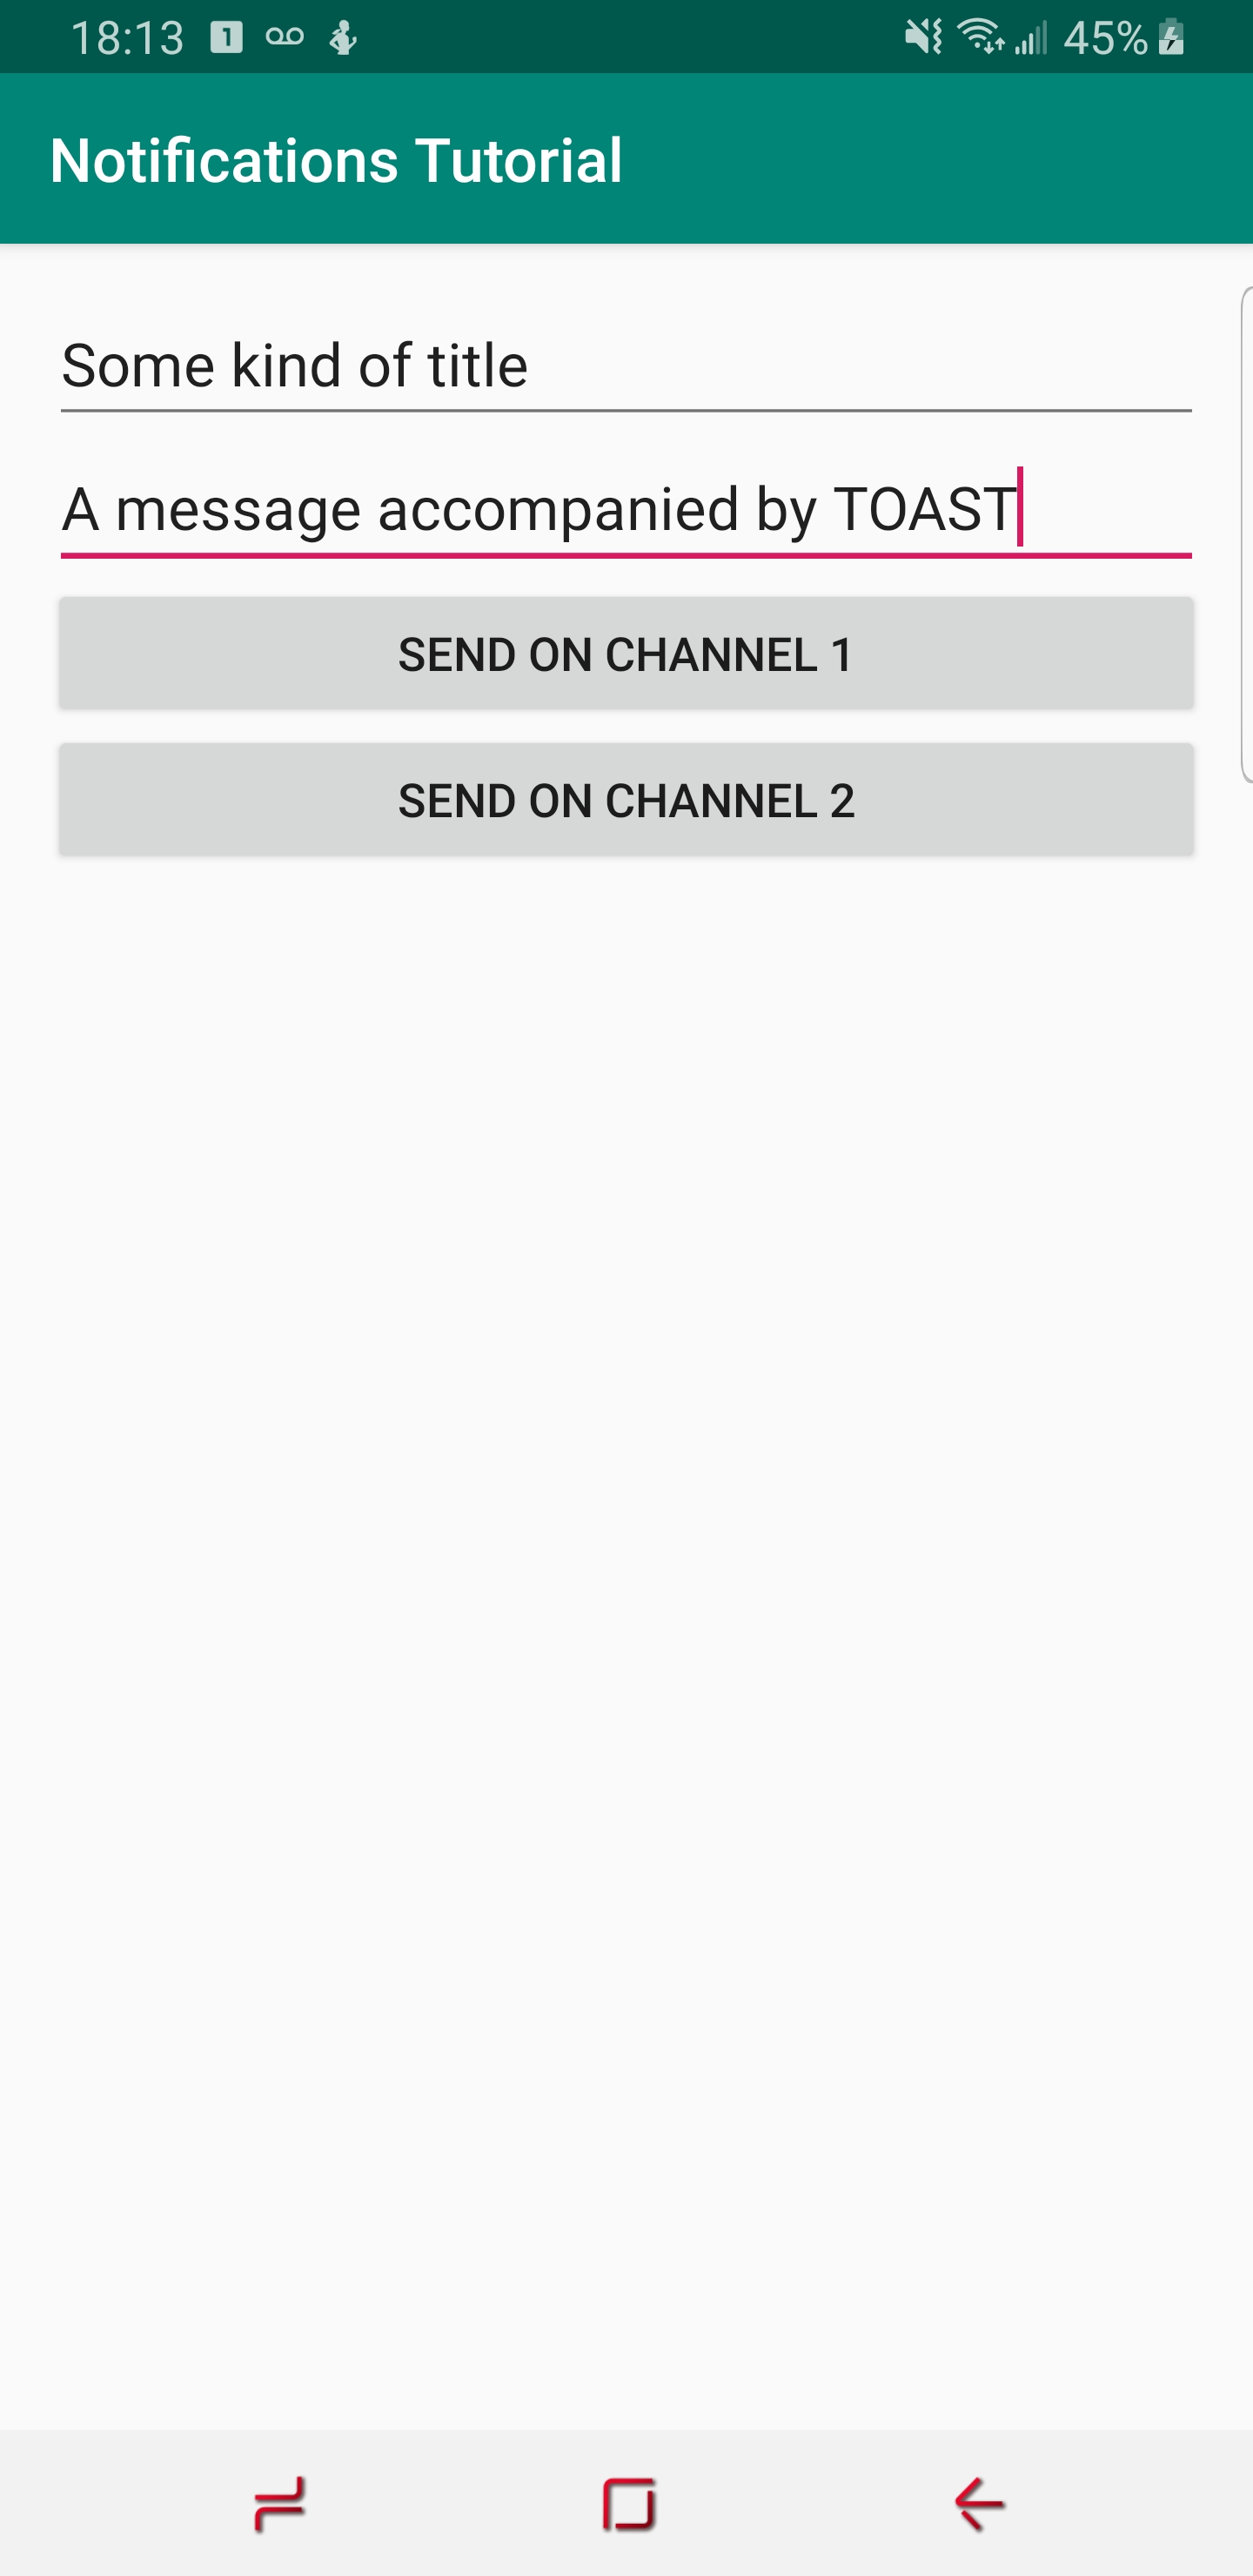 18:13 1 45%
Notifications Tutorial
Some kind of title
A message accompanied by TOAST
SEND ON CHANNEL 1
SEND ON CHANNEL 2